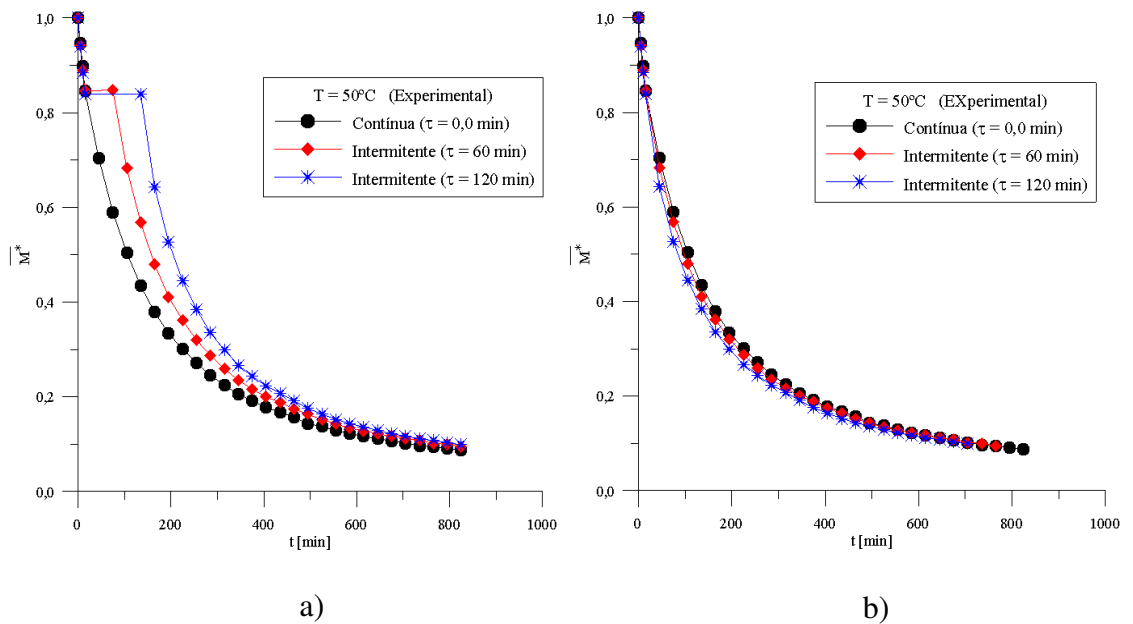 1,0
0,8
0,6
0,4
0,2
0,0
M*
0
200
400
600
800
1000
t [min]
T = 50ºC (Experimental)
Contínua (τ = 0,0 min)
Intermitente (τ = 60 min)
Intermitente (τ = 120 min)
a)
1,0
0,8
0,6
0,4
0,2
0,0
M*
0
200
400
600
800
1000
t [min]
T = 50ºC (EXperimental)
Contínua (τ = 0,0 min)
Intermitente (τ = 60 min)
Intermitente (τ = 120 min)
b)